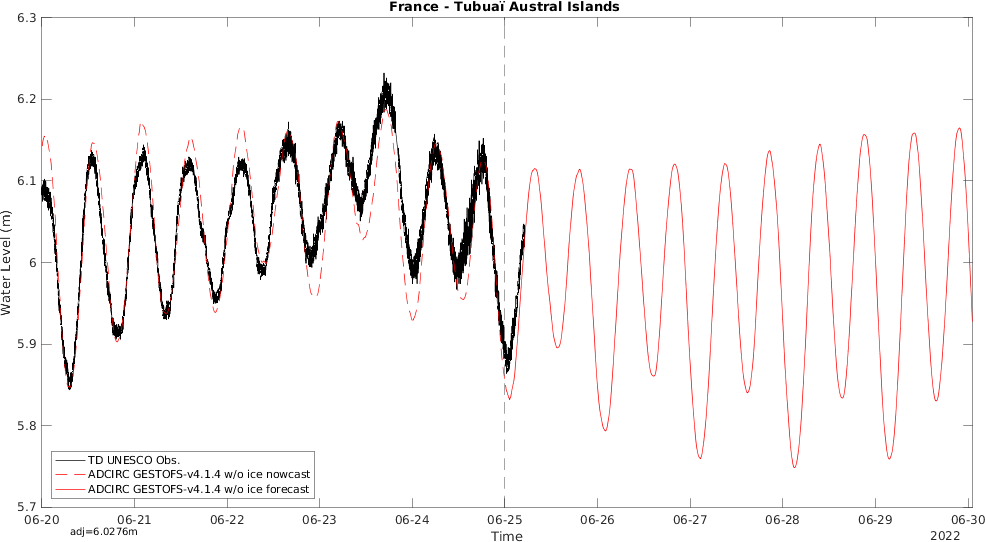 France - Tubuaï Austral Islands
6.3
6.2
6.1
6
5.9
5.8
5.7
Water Level (m)
TD UNESCO Obs.
ADCIRC GESTOFS-v4.1.4 w/o ice nowcast
ADCIRC GESTOFS-v4.1.4 w/o ice forecast
06-20 06-21 06-22 06-23 06-24 06-25 06-26 06-27 06-28 06-29 06-30
adj=6.0276m
Time
2022